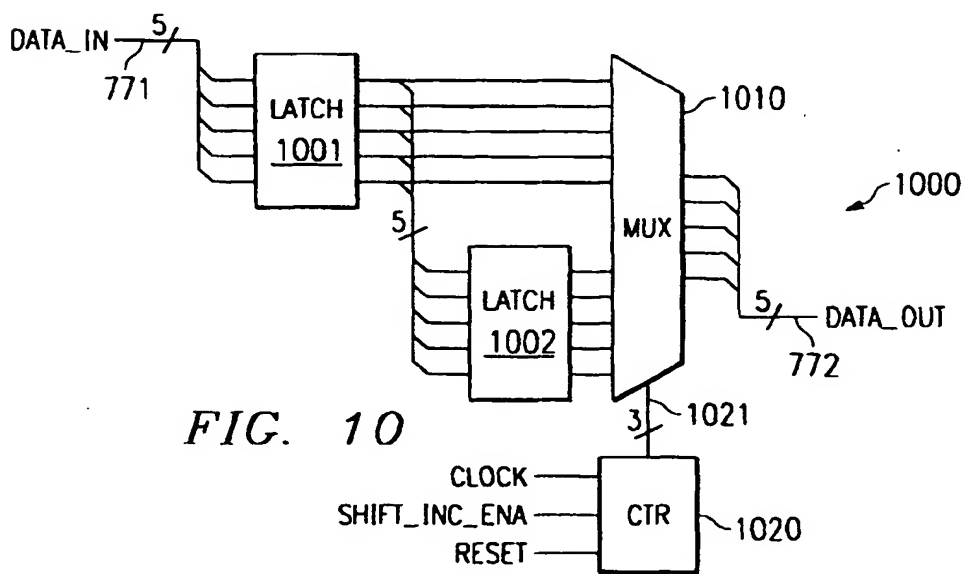 DATA_IN
5
771
LATCH
1001
1010
1000
MUX
5
LATCH
1002
5
DATA_OUT
772
FIG. 10
3
1021
CLOCK
SHIFT_INC_ENA
RESET
CTR
1020